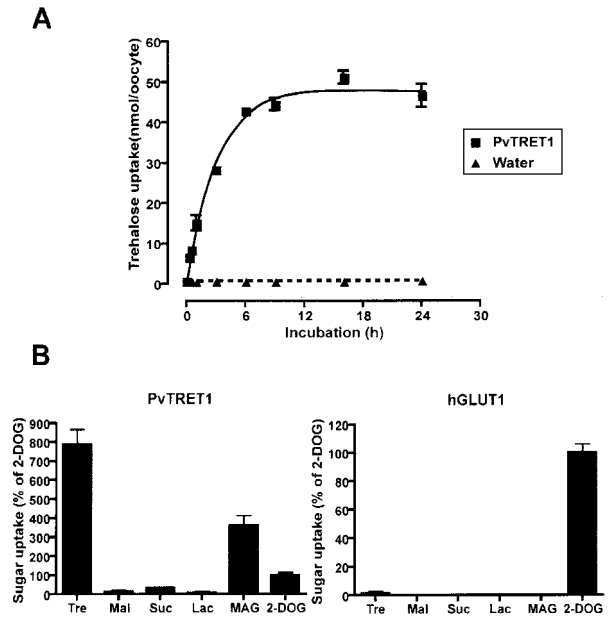 A
Trehalose uptake(nmol/oocyte)
60
50
40
30
20
10
0
0 6 12 18 24 30
Incubation (h)
PvTRET1
Water
B
PvTRET1
Sugar uptake (% of 2-DOG)
900
800
700
600
500
400
300
200
100
0
Tre Mal Suc Lac MAG 2-DOG
hGLUT1
Sugar uptake (% of 2-DOG)
120
100
80
60
40
20
0
Tre Mal Suc Lac MAG 2-DOG